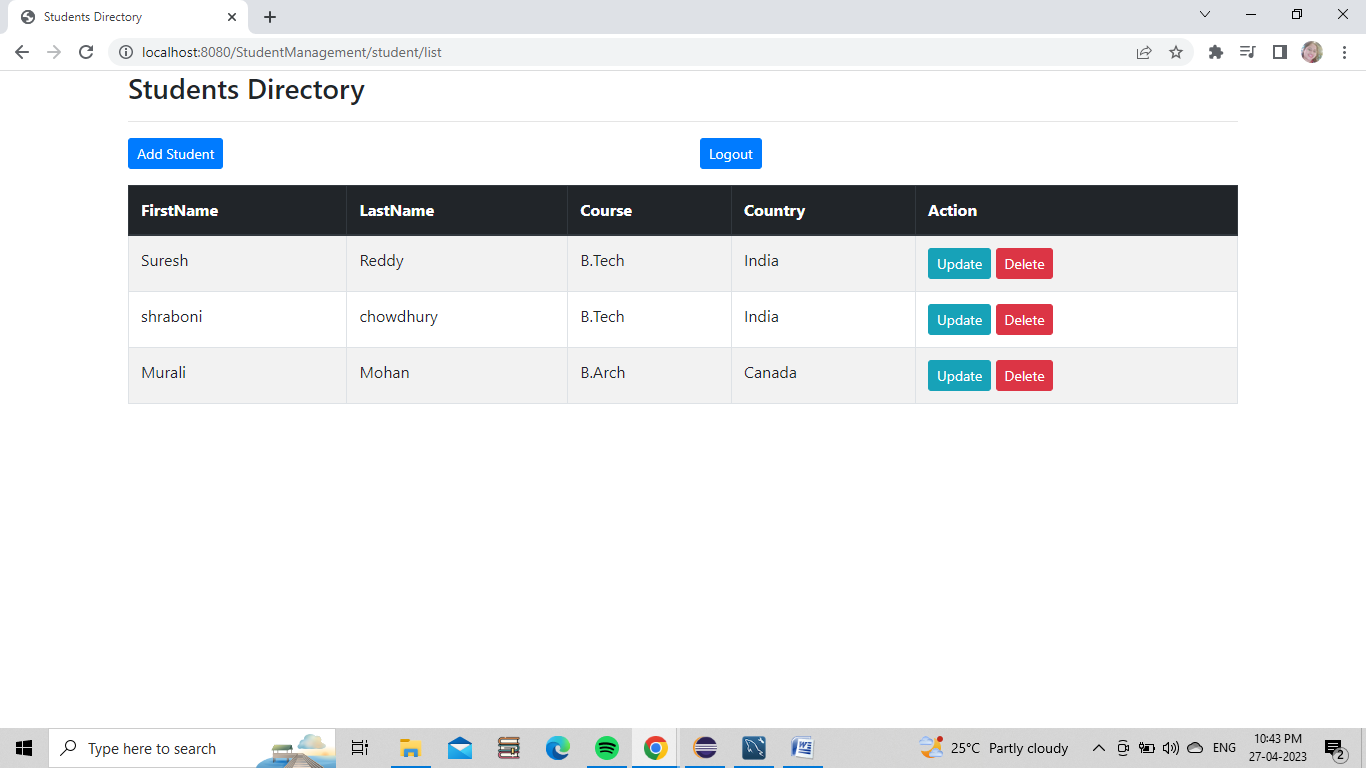 Students Directory
localhost:8080/StudentManagement/student/list
Students Directory
Add Student Logout
FirstName LastName Course Country Action
Suresh Reddy B.Tech India Update Delete
shraboni chowdhury B.Tech India Update Delete
Murali Mohan B.Arch Canada Update Delete
Type here to search 25°C Partly cloudy ENG 10:43 PM
27-04-2023 2